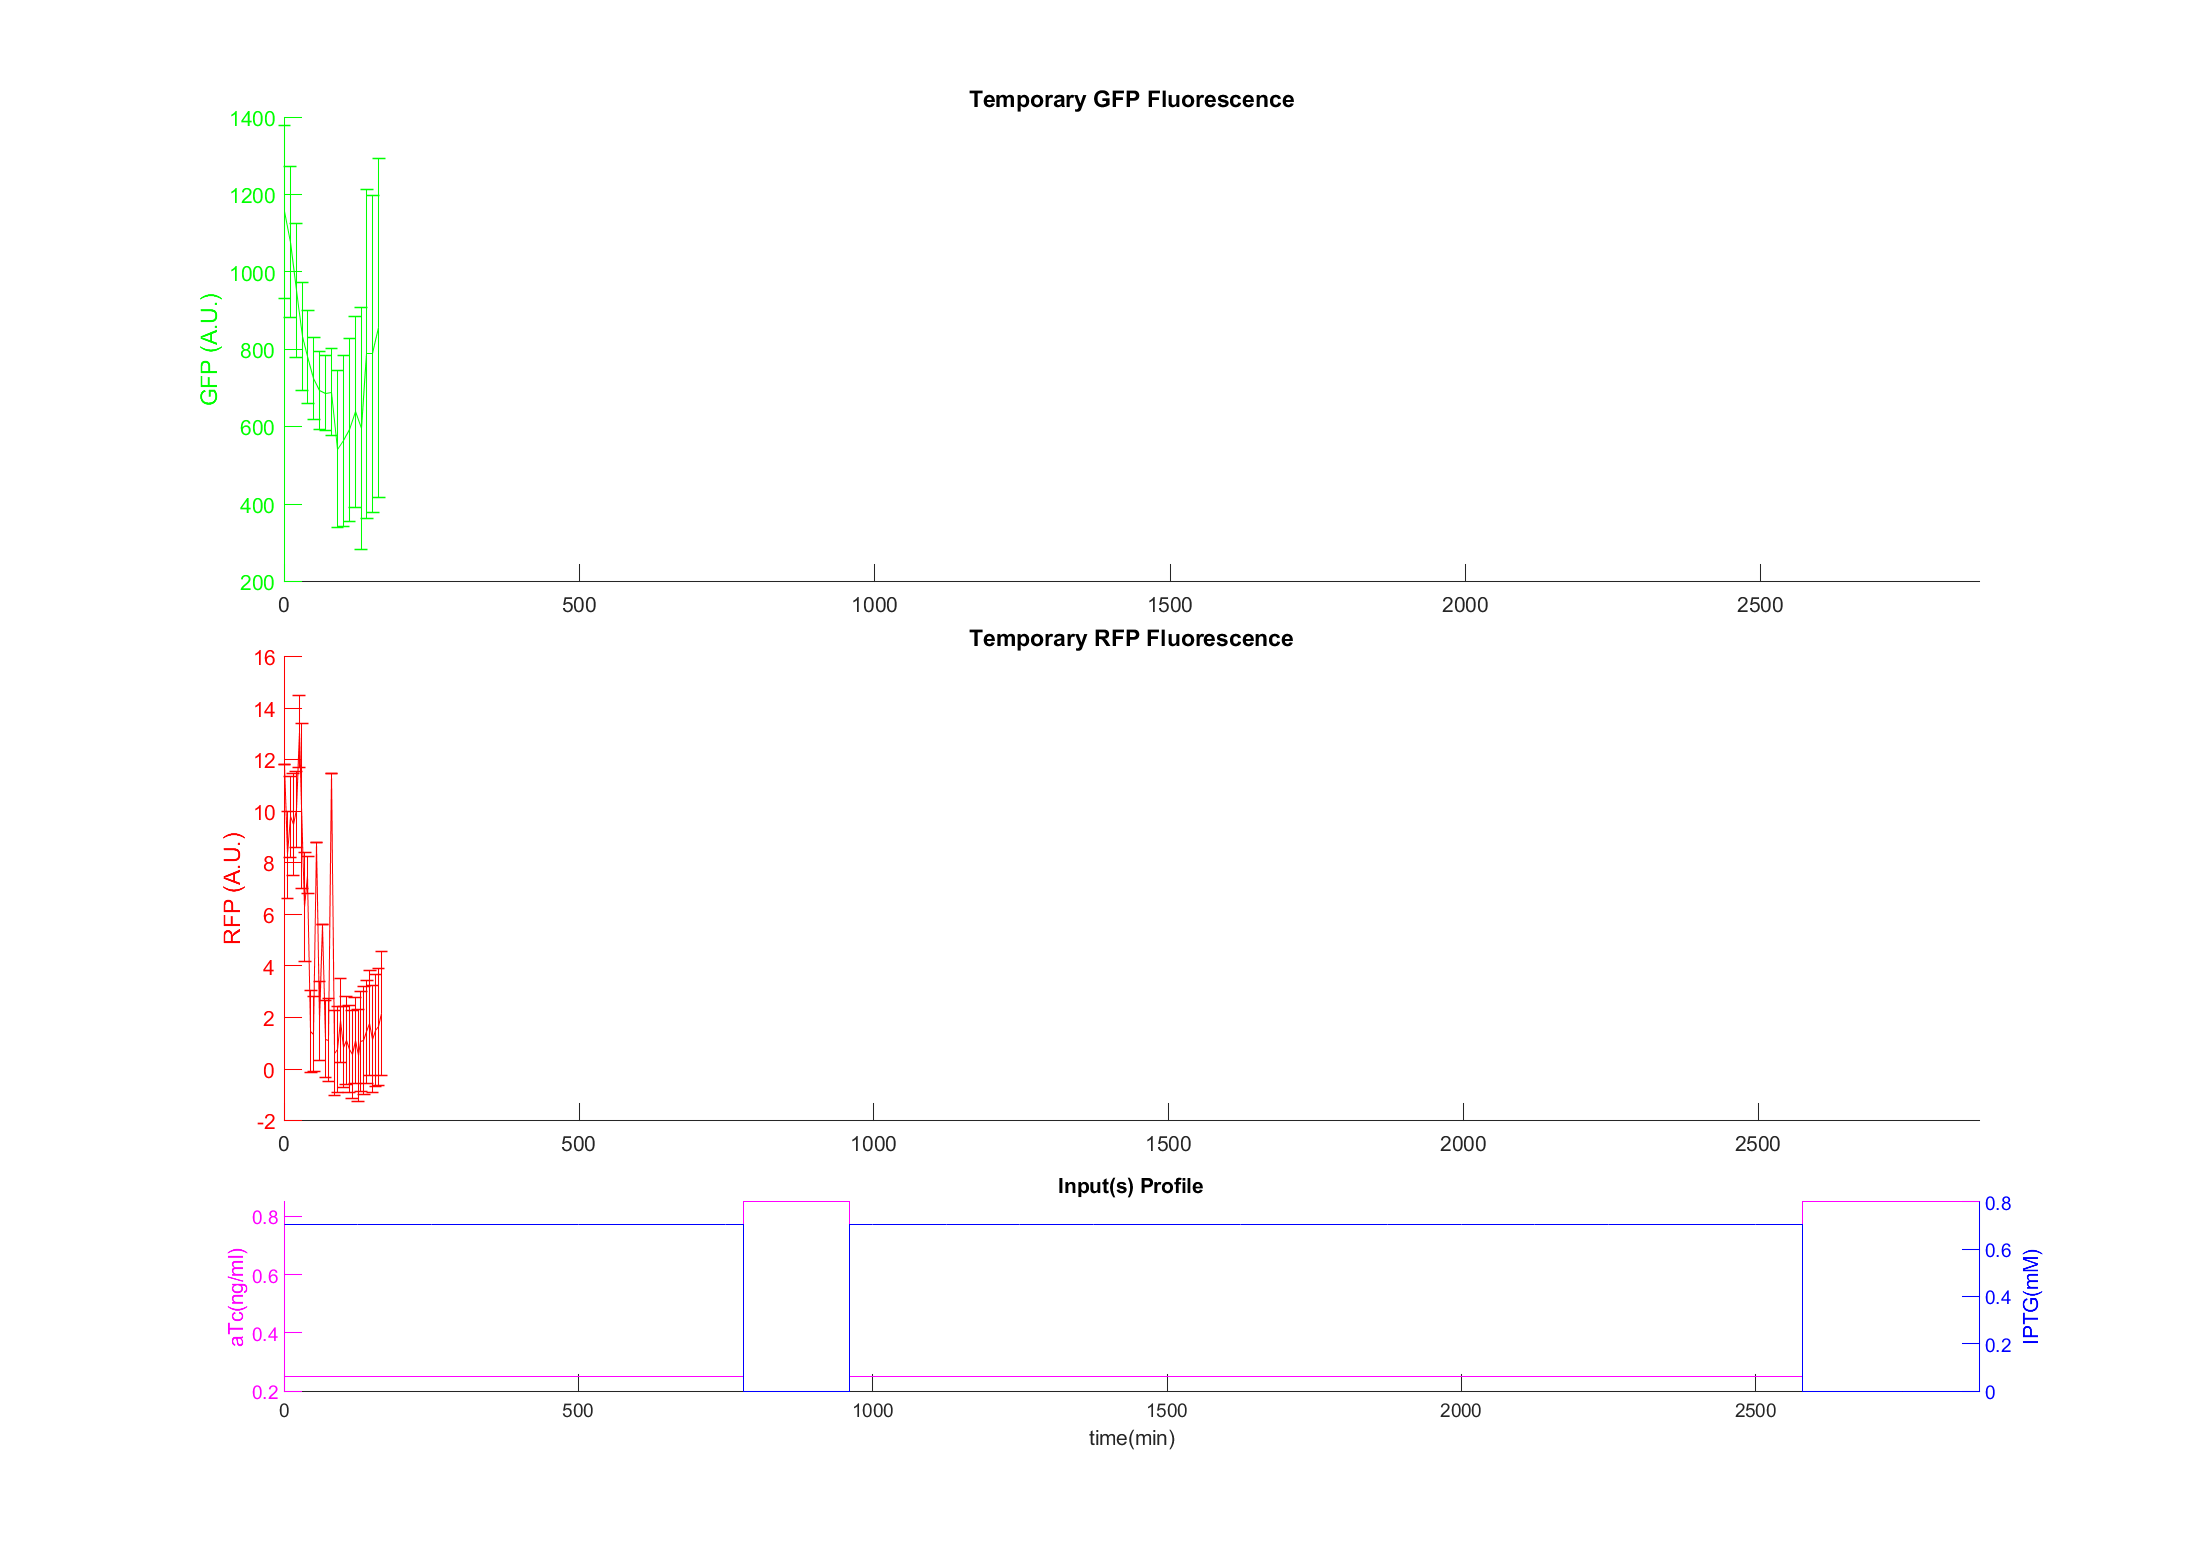 Temporary GFP Fluorescence
1400
1200
1000
800
600
400
200
GFP (A.U.)
0 500 1000 1500 2000 2500
Temporary RFP Fluorescence
16
14
12
10
8
6
4
2
0
-2
RFP (A.U.)
0 500 1000 1500 2000 2500
Input(s) Profile
0.8
0.6
0.4
0.2
aTc(ng/ml)
0.8
0.6
0.4
0.2
0
IPTG(mM)
0 500 1000 1500 2000 2500
time(min)